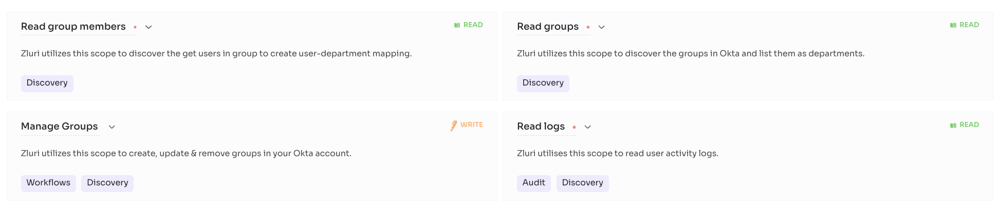 Read group members *
READ
Zluri utilizes this scope to discover the get users in group to create user-department mapping.
Discovery
Read groups *
READ
Zluri utilizes this scope to discover the groups in Okta and list them as departments.
Discovery
Manage Groups
WRITE
Zluri utilizes this scope to create, update & remove groups in your Okta account.
Workflows Discovery
Read logs *
READ
Zluri utilises this scope to read user activity logs.
Audit Discovery